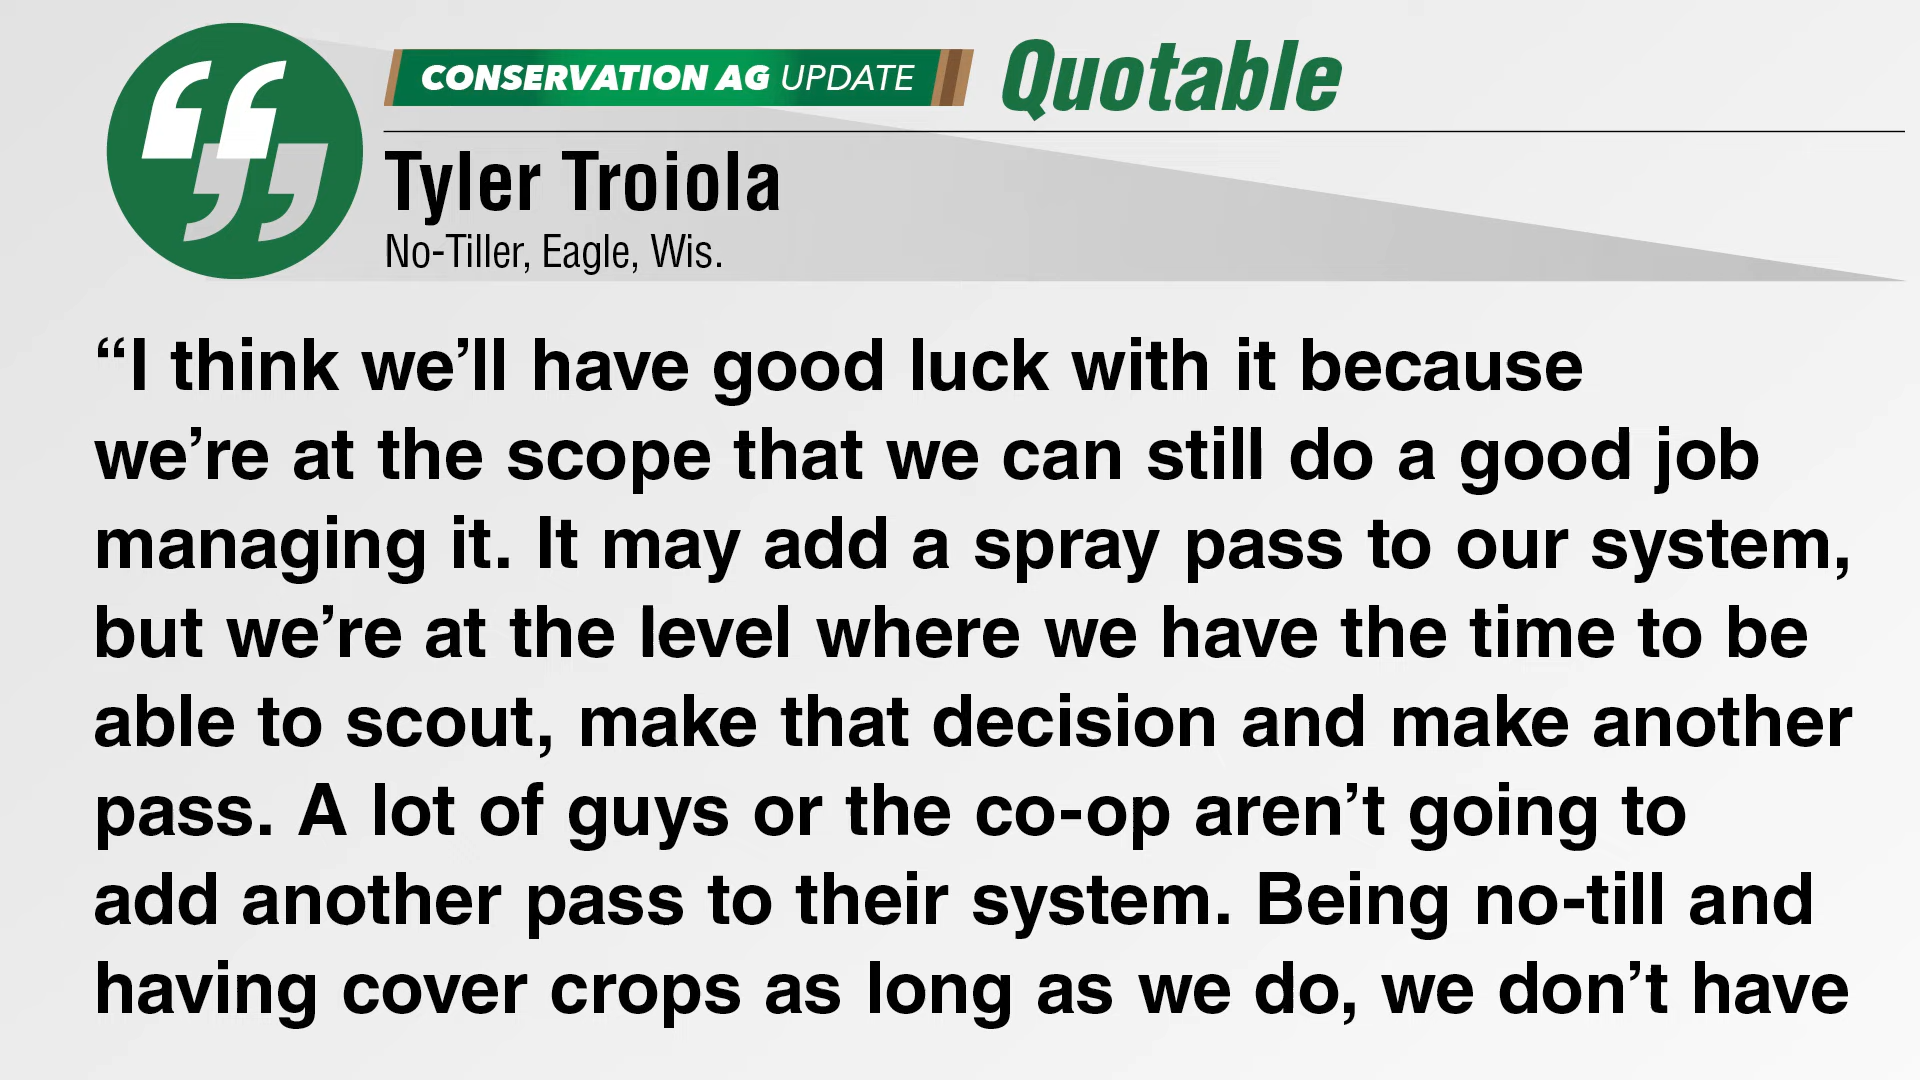 CONSERVATION AG UPDATE Quotable
Tyler Troiola
No-Tiller, Eagle, Wis.
“I think we’ll have good luck with it because
we’re at the scope that we can still do a good job
managing it. It may add a spray pass to our system,
but we’re at the level where we have the time to be
able to scout, make that decision and make another
pass. A lot of guys or the co-op aren’t going to
add another pass to their system. Being no-till and
having cover crops as long as we do, we don’t have